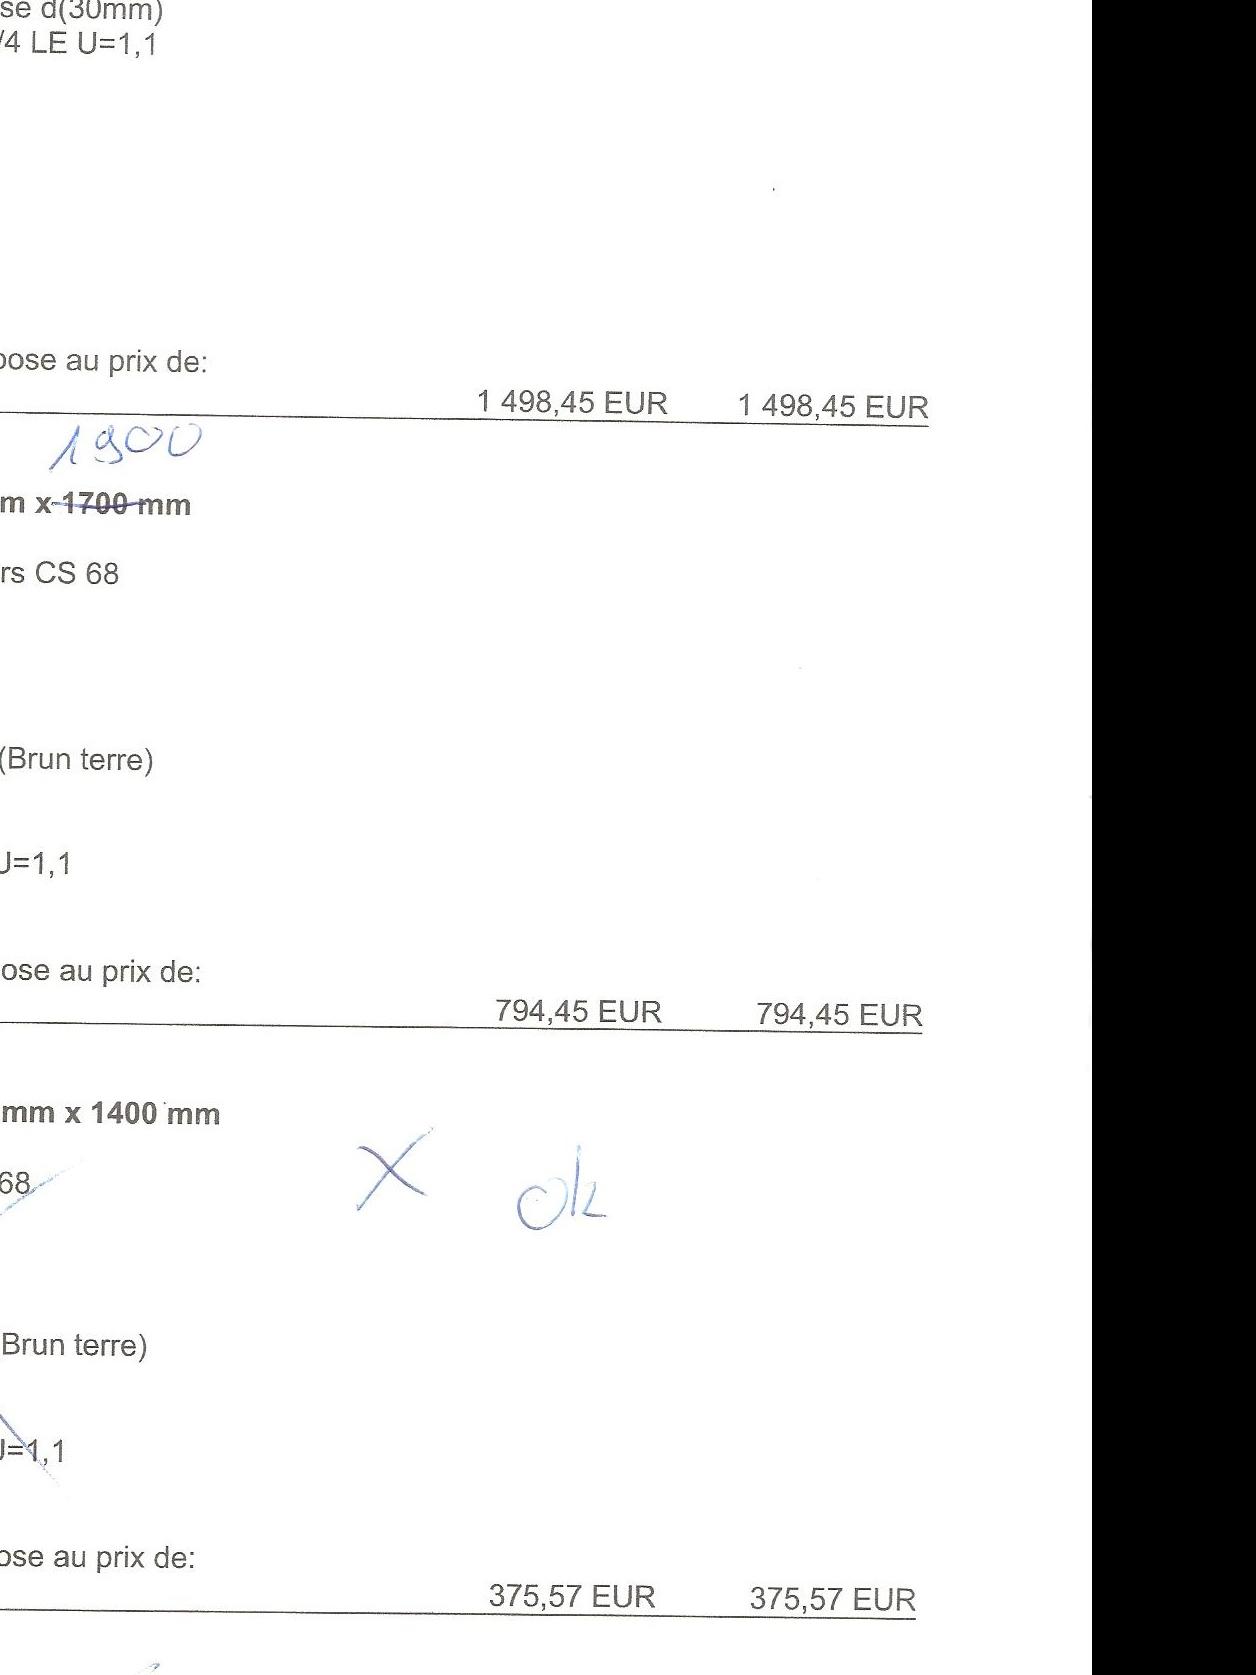 se d(30mm)
/4 LE U=1,1
pose au prix de:
1 498,45 EUR 1 498,45 EUR
1900
m x 1700 mm
rs CS 68
(Brun terre)
U=1,1
ose au prix de:
794,45 EUR 794,45 EUR
mm x 1400 mm
68
X ok
Brun terre)
U=1,1
ose au prix de:
375,57 EUR 375,57 EUR